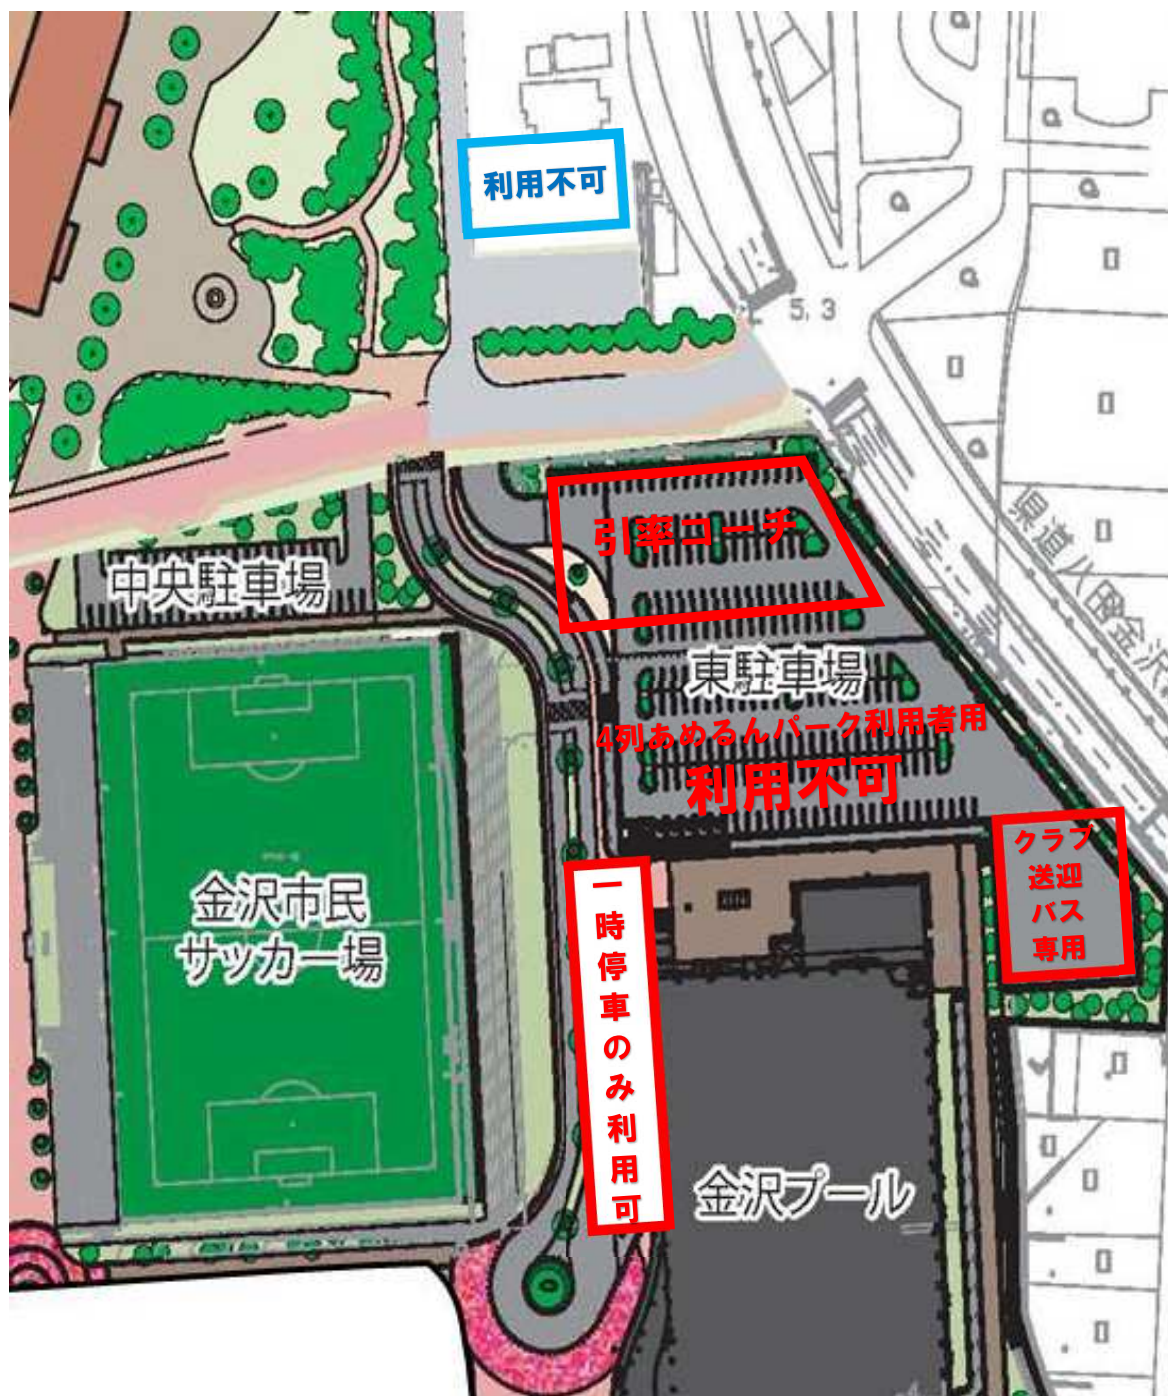 利用不可
5.3
引率コーチ
県道八田金沢
中央駐車場
東駐車場
4列あめるんパーク利用者用
利用不可
クラブ
送迎
バス
専用
金沢市民
サッカー場
一時停車のみ利用可
金沢プール